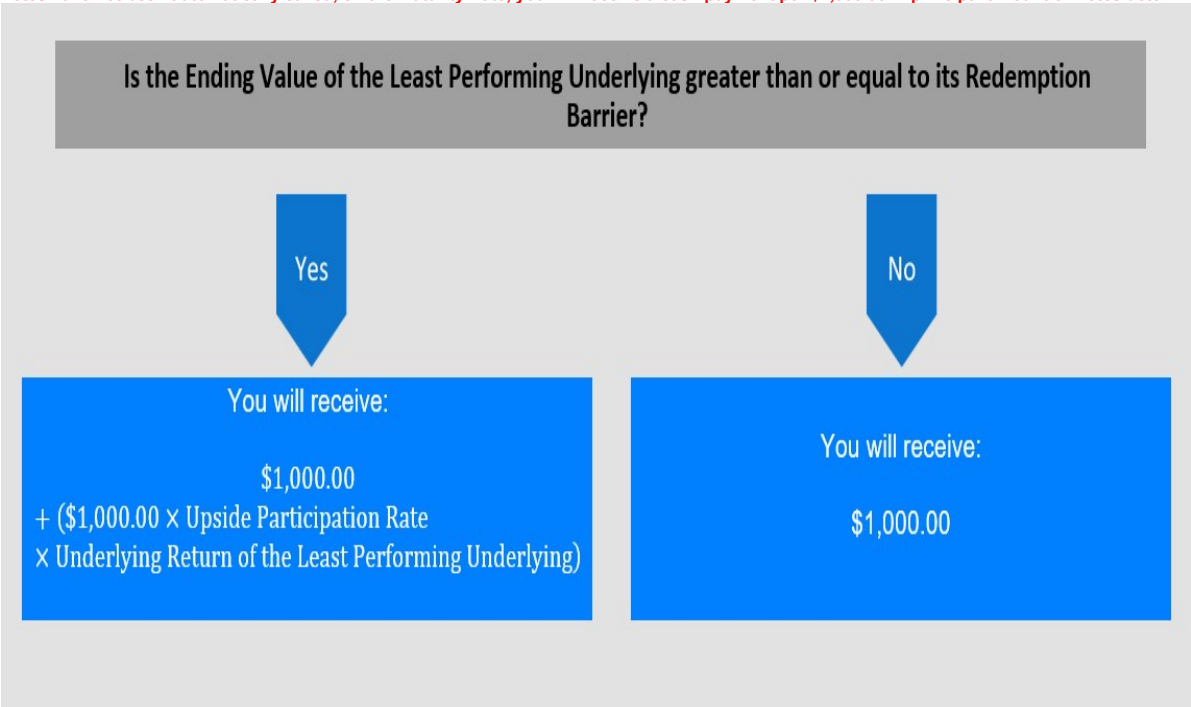 Is the Ending Value of the Least Performing Underlying greater than or equal to its Redemption
Barrier?
Yes
No
You will receive:
$1,000.00
+ ($1,000.00 × Upside Participation Rate
× Underlying Return of the Least Performing Underlying)
You will receive:
$1,000.00